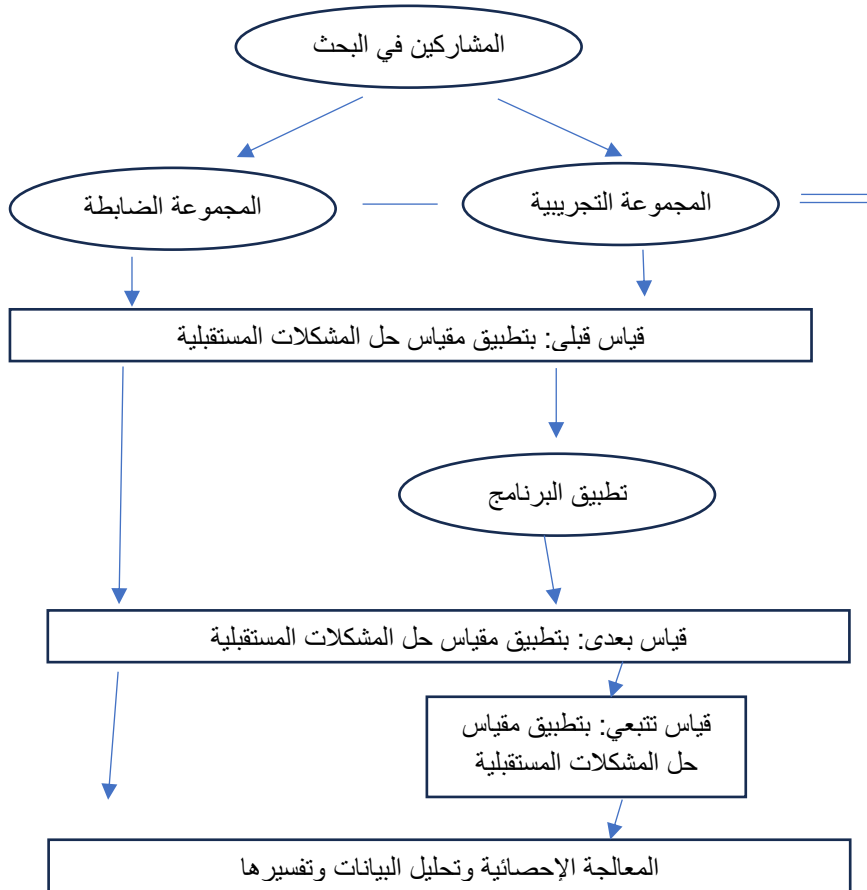 المشاركين في البحث
المجموعة التجريبية
المجموعة الضابطة
قياس قبلى: بتطبيق مقياس حل المشكلات المستقبلية
تطبيق البرنامج
قياس بعدى: بتطبيق مقياس حل المشكلات المستقبلية
قياس تتبعي: بتطبيق مقياس
حل المشكلات المستقبلية
المعالجة الإحصائية وتحليل البيانات وتفسيرها